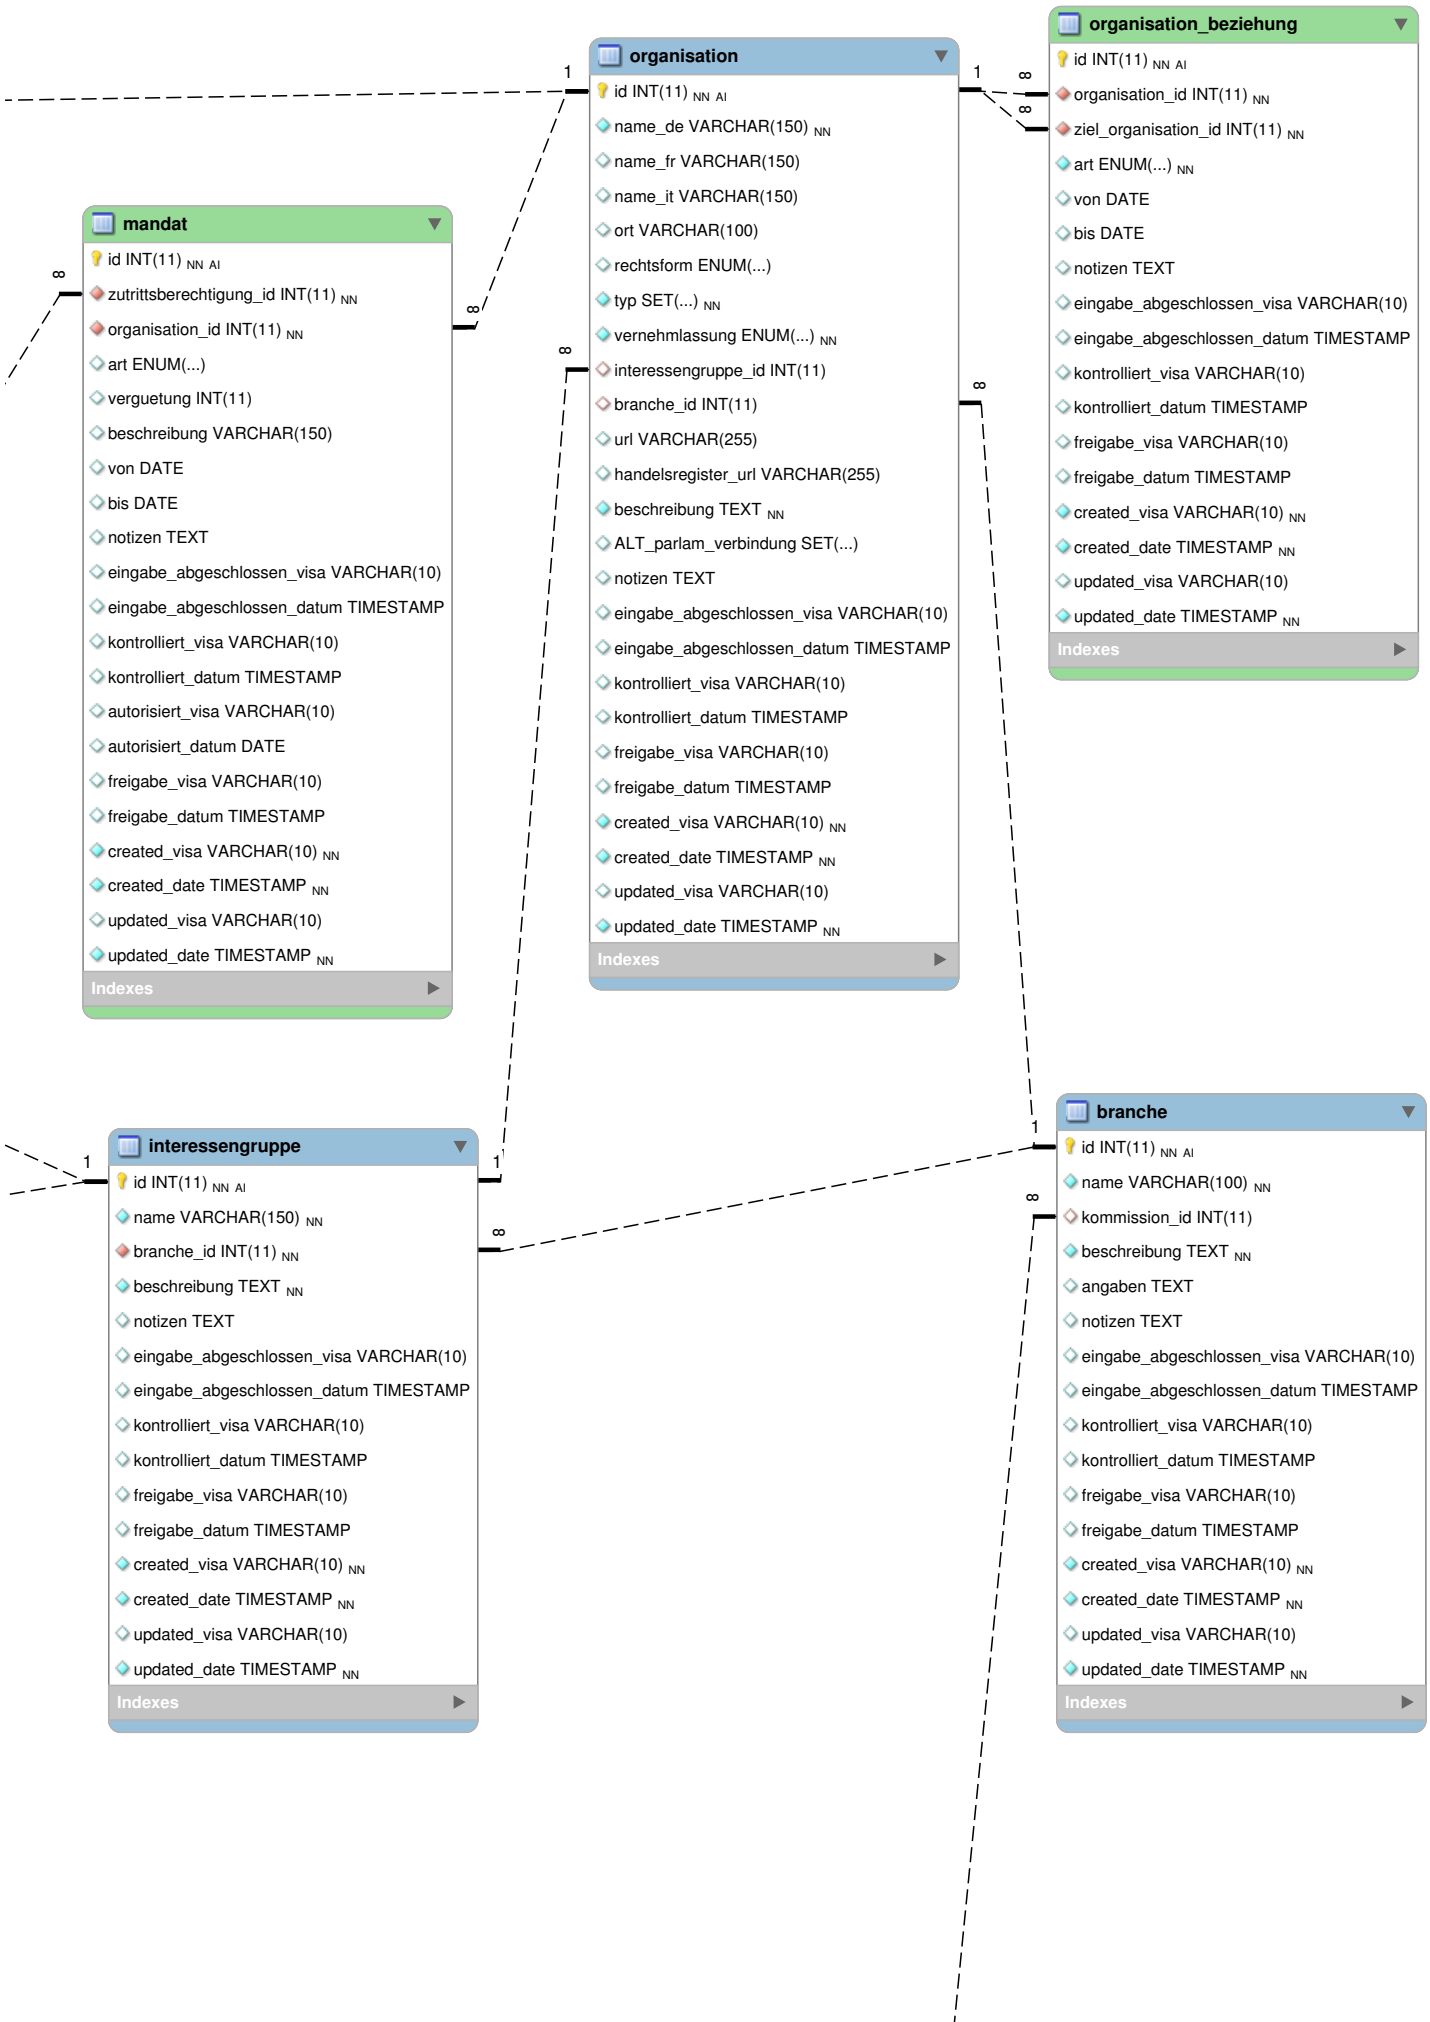 organisation_beziehung
id INT(11) NN AI
organisation_id INT(11) NN
ziel_organisation_id INT(11) NN
art ENUM(...) NN
von DATE
bis DATE
notizen TEXT
eingabe_abgeschlossen_visa VARCHAR(10)
eingabe_abgeschlossen_datum TIMESTAMP
kontrolliert_visa VARCHAR(10)
kontrolliert_datum TIMESTAMP
freigabe_visa VARCHAR(10)
freigabe_datum TIMESTAMP
created_visa VARCHAR(10) NN
created_date TIMESTAMP NN
updated_visa VARCHAR(10)
updated_date TIMESTAMP NN
Indexes
1
∞
∞
organisation
1
id INT(11) NN AI
name_de VARCHAR(150) NN
name_fr VARCHAR(150)
name_it VARCHAR(150)
ort VARCHAR(100)
rechtsform ENUM(...)
typ SET(...) NN
vernehmlassung ENUM(...) NN
∞
interessengruppe_id INT(11)
∞
branche_id INT(11)
url VARCHAR(255)
handelsregister_url VARCHAR(255)
beschreibung TEXT NN
ALT_parlam_verbindung SET(...)
notizen TEXT
eingabe_abgeschlossen_visa VARCHAR(10)
eingabe_abgeschlossen_datum TIMESTAMP
kontrolliert_visa VARCHAR(10)
kontrolliert_datum TIMESTAMP
freigabe_visa VARCHAR(10)
freigabe_datum TIMESTAMP
created_visa VARCHAR(10) NN
created_date TIMESTAMP NN
updated_visa VARCHAR(10)
updated_date TIMESTAMP NN
Indexes
mandat
id INT(11) NN AI
∞
zutrittsberechtigung_id INT(11) NN
∞
organisation_id INT(11) NN
art ENUM(...)
verguetung INT(11)
beschreibung VARCHAR(150)
von DATE
bis DATE
notizen TEXT
eingabe_abgeschlossen_visa VARCHAR(10)
eingabe_abgeschlossen_datum TIMESTAMP
kontrolliert_visa VARCHAR(10)
kontrolliert_datum TIMESTAMP
autorisiert_visa VARCHAR(10)
autorisiert_datum DATE
freigabe_visa VARCHAR(10)
freigabe_datum TIMESTAMP
created_visa VARCHAR(10) NN
created_date TIMESTAMP NN
updated_visa VARCHAR(10)
updated_date TIMESTAMP NN
Indexes
interessengruppe
1
1
id INT(11) NN AI
name VARCHAR(150) NN
∞
branche_id INT(11) NN
beschreibung TEXT NN
notizen TEXT
eingabe_abgeschlossen_visa VARCHAR(10)
eingabe_abgeschlossen_datum TIMESTAMP
kontrolliert_visa VARCHAR(10)
kontrolliert_datum TIMESTAMP
freigabe_visa VARCHAR(10)
freigabe_datum TIMESTAMP
created_visa VARCHAR(10) NN
created_date TIMESTAMP NN
updated_visa VARCHAR(10)
updated_date TIMESTAMP NN
Indexes
branche
1
id INT(11) NN AI
name VARCHAR(100) NN
∞
kommission_id INT(11)
beschreibung TEXT NN
angaben TEXT
notizen TEXT
eingabe_abgeschlossen_visa VARCHAR(10)
eingabe_abgeschlossen_datum TIMESTAMP
kontrolliert_visa VARCHAR(10)
kontrolliert_datum TIMESTAMP
freigabe_visa VARCHAR(10)
freigabe_datum TIMESTAMP
created_visa VARCHAR(10) NN
created_date TIMESTAMP NN
updated_visa VARCHAR(10)
updated_date TIMESTAMP NN
Indexes